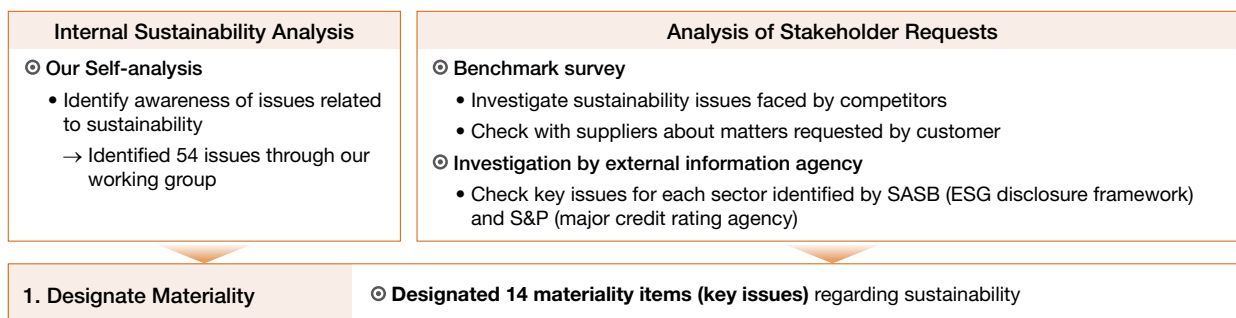 Internal Sustainability Analysis
◉ Our Self-analysis
• Identify awareness of issues related
to sustainability
→ Identified 54 issues through our
working group
Analysis of Stakeholder Requests
◉ Benchmark survey
• Investigate sustainability issues faced by competitors
• Check with suppliers about matters requested by customer
◉ Investigation by external information agency
• Check key issues for each sector identified by SASB (ESG disclosure framework)
and S&P (major credit rating agency)
1. Designate Materiality
◉ Designated 14 materiality items (key issues) regarding sustainability